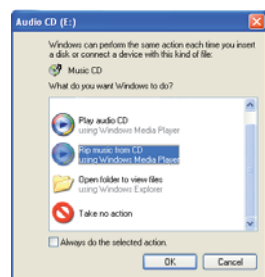 Audio CD (E:)
Windows can perform the same action each time you insert
a disk or connect a device with this kind of file:
Music CD
What do you want Windows to do?
Play audio CD
using Windows Media Player
Rip music from CD
using Windows Media Player
Open folder to view files
using Windows Explorer
Take no action
Always do the selected action.
OK
Cancel